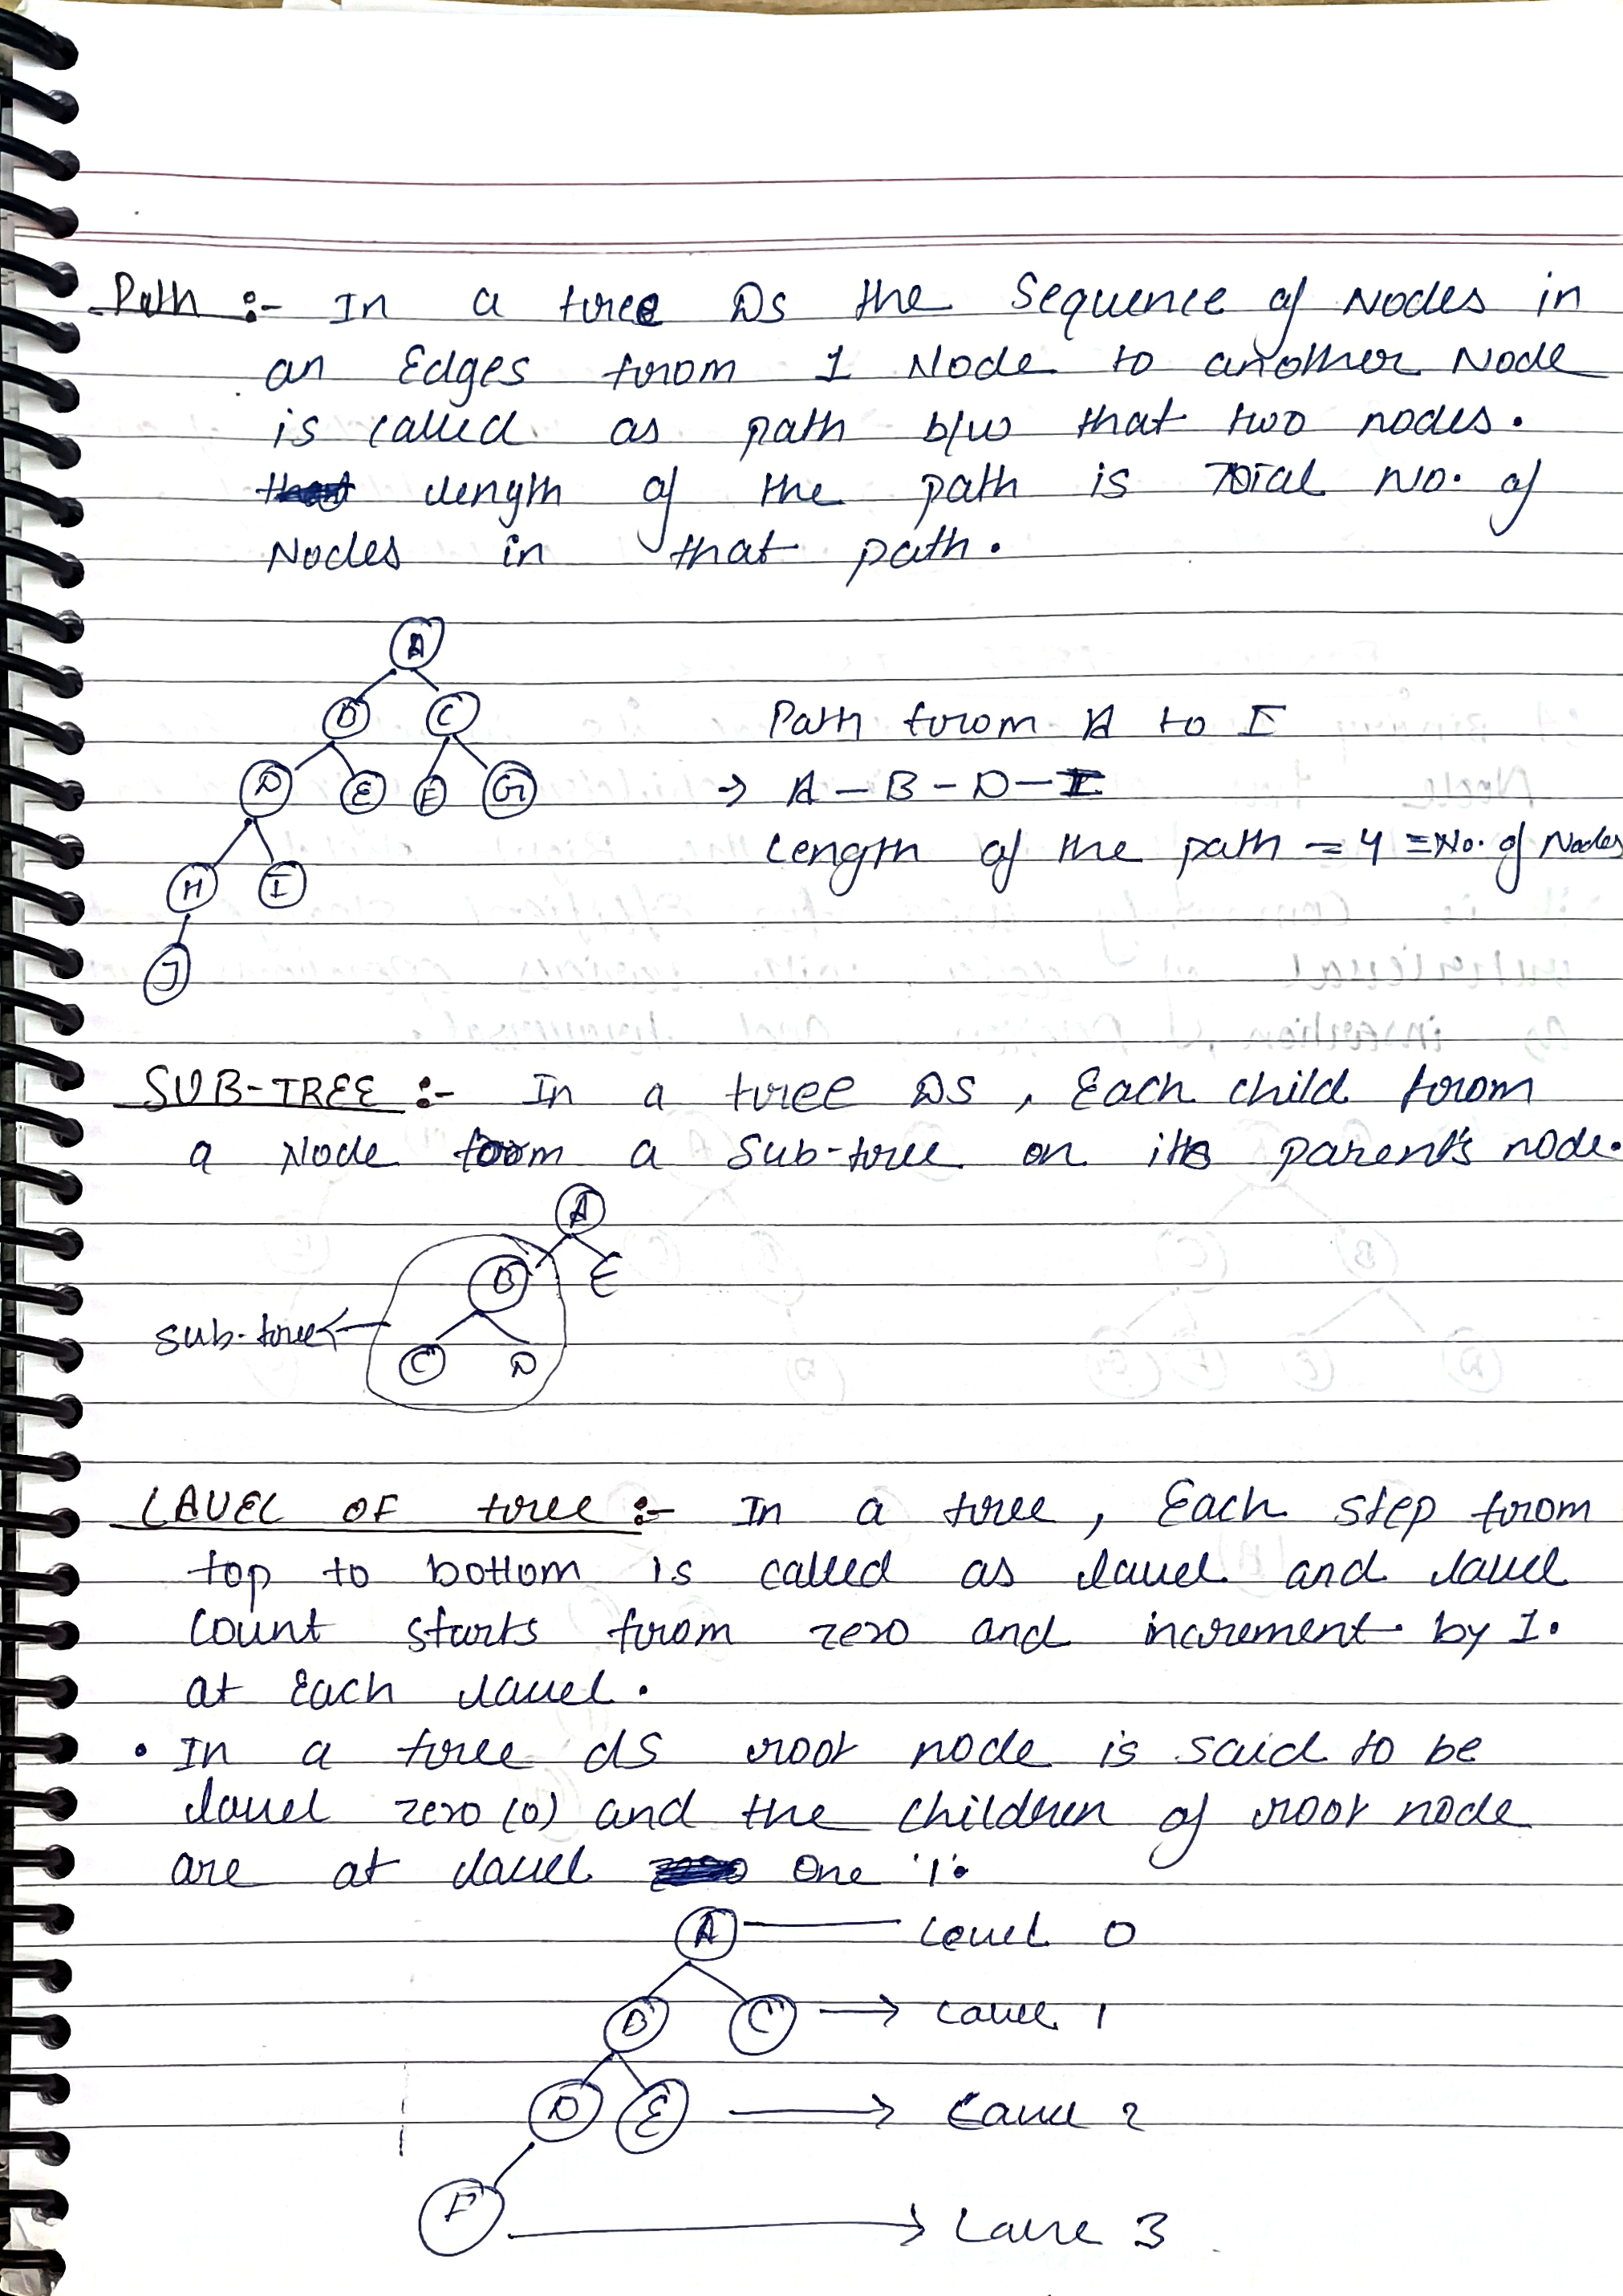 Path :- In a tree DS the Sequence of Nodes in
an Edges from 1 Node to another Node
is called as path b/w that two nodes.
length of the path is Total No. of
Nodes in that path.
A
B C
D E F G
H I
J
Path from A to I
→ A - B - D - I
Length of the path = 4 = No. of Nodes
SUB-TREE :- In a tree DS, Each child from
a Node form a Sub-tree on its parent's node.
A
B E
sub-tree
C D
LAVEL OF tree :- In a tree, Each step from
top to bottom is called as lavel and lavel
count starts from zero and increment by 1.
at Each lavel.
• In a tree ds root node is said to be
lavel zero (0) and the children of root node
are at lavel One '1'.
A Level 0
B C → Lavel 1
D E → Lavel 2
F → Lavel 3